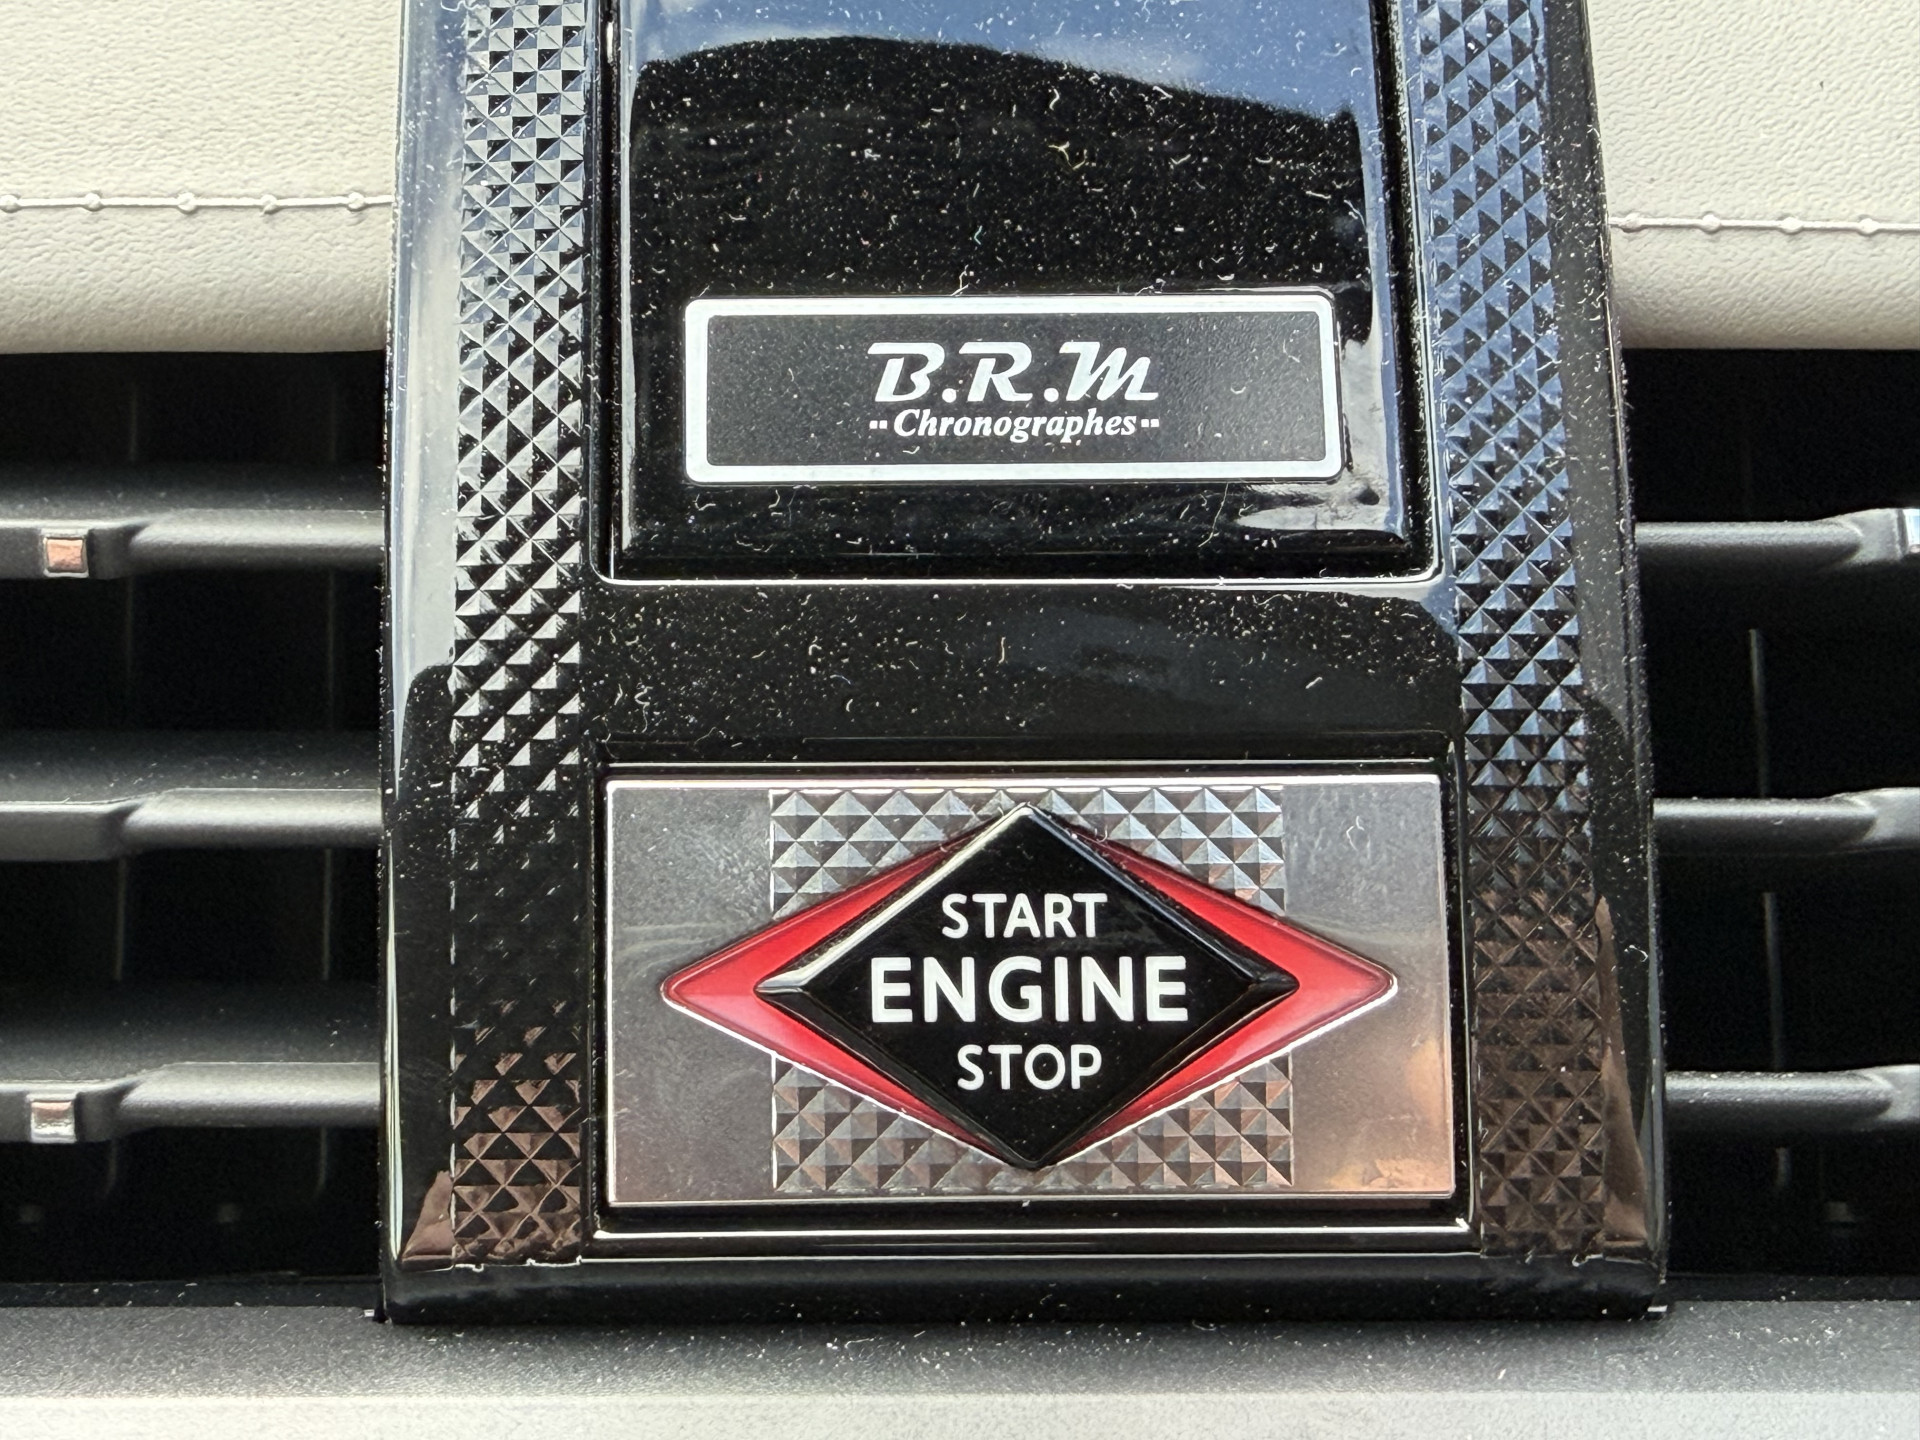 B.R.M
Chronographes
START
ENGINE
STOP